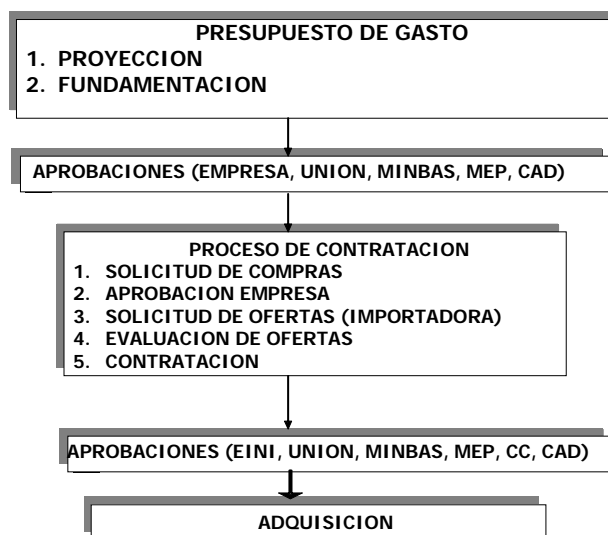 PRESUPUESTO DE GASTO
1. PROYECCION
2. FUNDAMENTACION
APROBACIONES (EMPRESA, UNION, MINBAS, MEP, CAD)
PROCESO DE CONTRATACION
1. SOLICITUD DE COMPRAS
2. APROBACION EMPRESA
3. SOLICITUD DE OFERTAS (IMPORTADORA)
4. EVALUACION DE OFERTAS
5. CONTRATACION
APROBACIONES (EINI, UNION, MINBAS, MEP, CC, CAD)
ADQUISICION